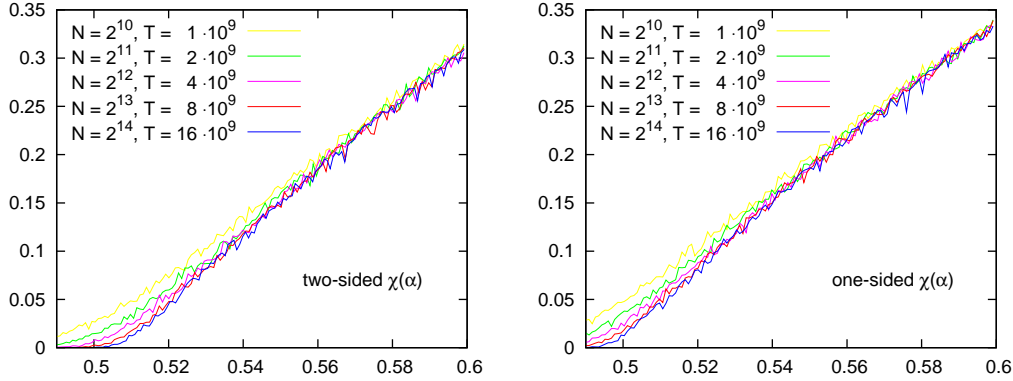 0.35
0.3
0.25
0.2
0.15
0.1
0.05
0
N = 2^10, T = 1 ·10^9
N = 2^11, T = 2 ·10^9
N = 2^12, T = 4 ·10^9
N = 2^13, T = 8 ·10^9
N = 2^14, T = 16 ·10^9
two-sided χ(α)
0.5 0.52 0.54 0.56 0.58 0.6
0.35
0.3
0.25
0.2
0.15
0.1
0.05
0
N = 2^10, T = 1 ·10^9
N = 2^11, T = 2 ·10^9
N = 2^12, T = 4 ·10^9
N = 2^13, T = 8 ·10^9
N = 2^14, T = 16 ·10^9
one-sided χ(α)
0.5 0.52 0.54 0.56 0.58 0.6